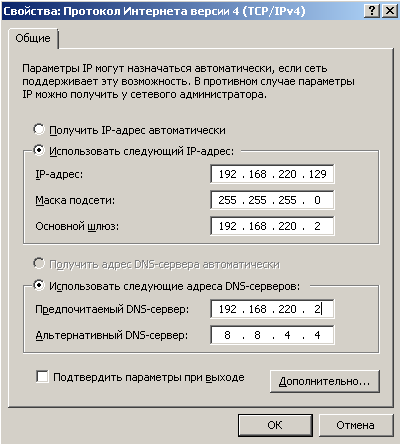 Свойства: Протокол Интернета версии 4 (TCP/IPv4)
Общие
Параметры IP могут назначаться автоматически, если сеть
поддерживает эту возможность. В противном случае параметры
IP можно получить у сетевого администратора.
Получить IP-адрес автоматически
Использовать следующий IP-адрес:
IP-адрес: 192 . 168 . 220 . 129
Маска подсети: 255 . 255 . 255 . 0
Основной шлюз: 192 . 168 . 220 . 2
Получить адрес DNS-сервера автоматически
Использовать следующие адреса DNS-серверов:
Предпочитаемый DNS-сервер: 192 . 168 . 220 . 2
Альтернативный DNS-сервер: 8 . 8 . 4 . 4
Подтвердить параметры при выходе
Дополнительно...
OK Отмена